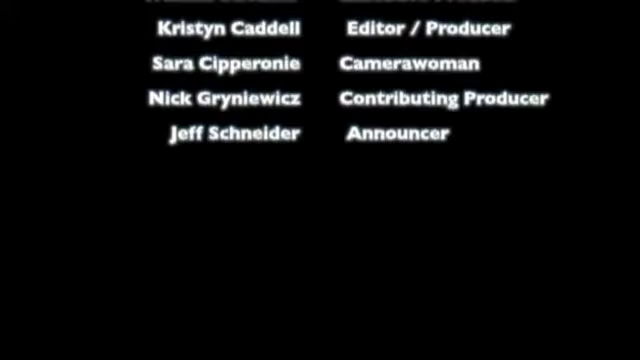 Kristyn Caddell Editor / Producer
Sara Cipperonie Camerawoman
Nick Gryniewicz Contributing Producer
Jeff Schneider Announcer